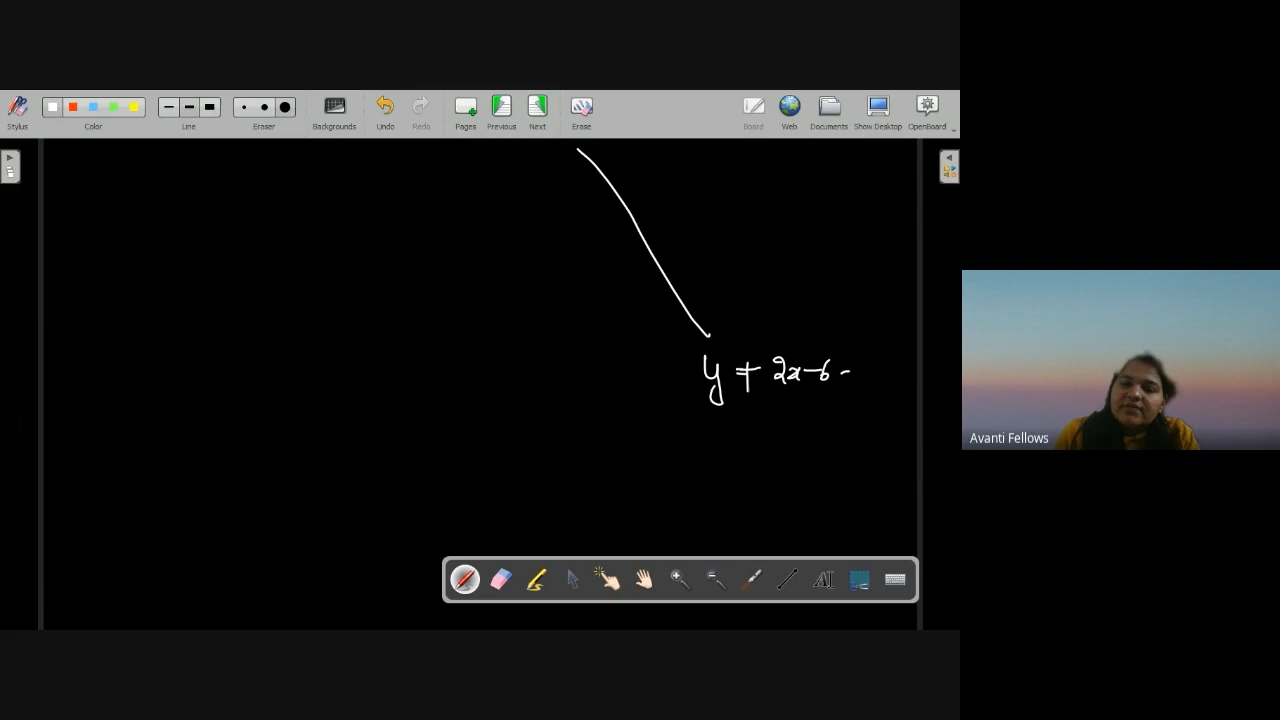 Stylus Color Line Eraser Backgrounds Undo Redo Pages Previous Next Erase Board Web Documents Show Desktop OpenBoard
y + 2x-6 =
Avanti Fellows